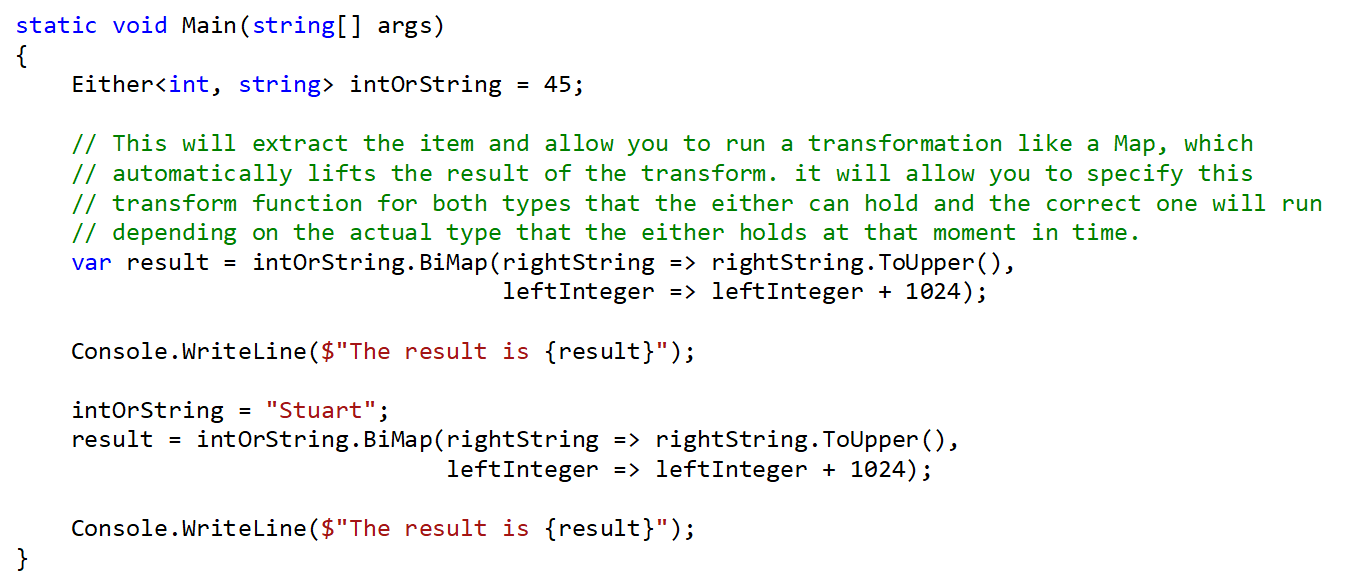 static void Main(string[] args)
{
    Either<int, string> intOrString = 45;

    // This will extract the item and allow you to run a transformation like a Map, which
    // automatically lifts the result of the transform. it will allow you to specify this
    // transform function for both types that the either can hold and the correct one will run
    // depending on the actual type that the either holds at that moment in time.
    var result = intOrString.BiMap(rightString => rightString.ToUpper(),
                                   leftInteger => leftInteger + 1024);

    Console.WriteLine($"The result is {result}");

    intOrString = "Stuart";
    result = intOrString.BiMap(rightString => rightString.ToUpper(),
                               leftInteger => leftInteger + 1024);

    Console.WriteLine($"The result is {result}");
}